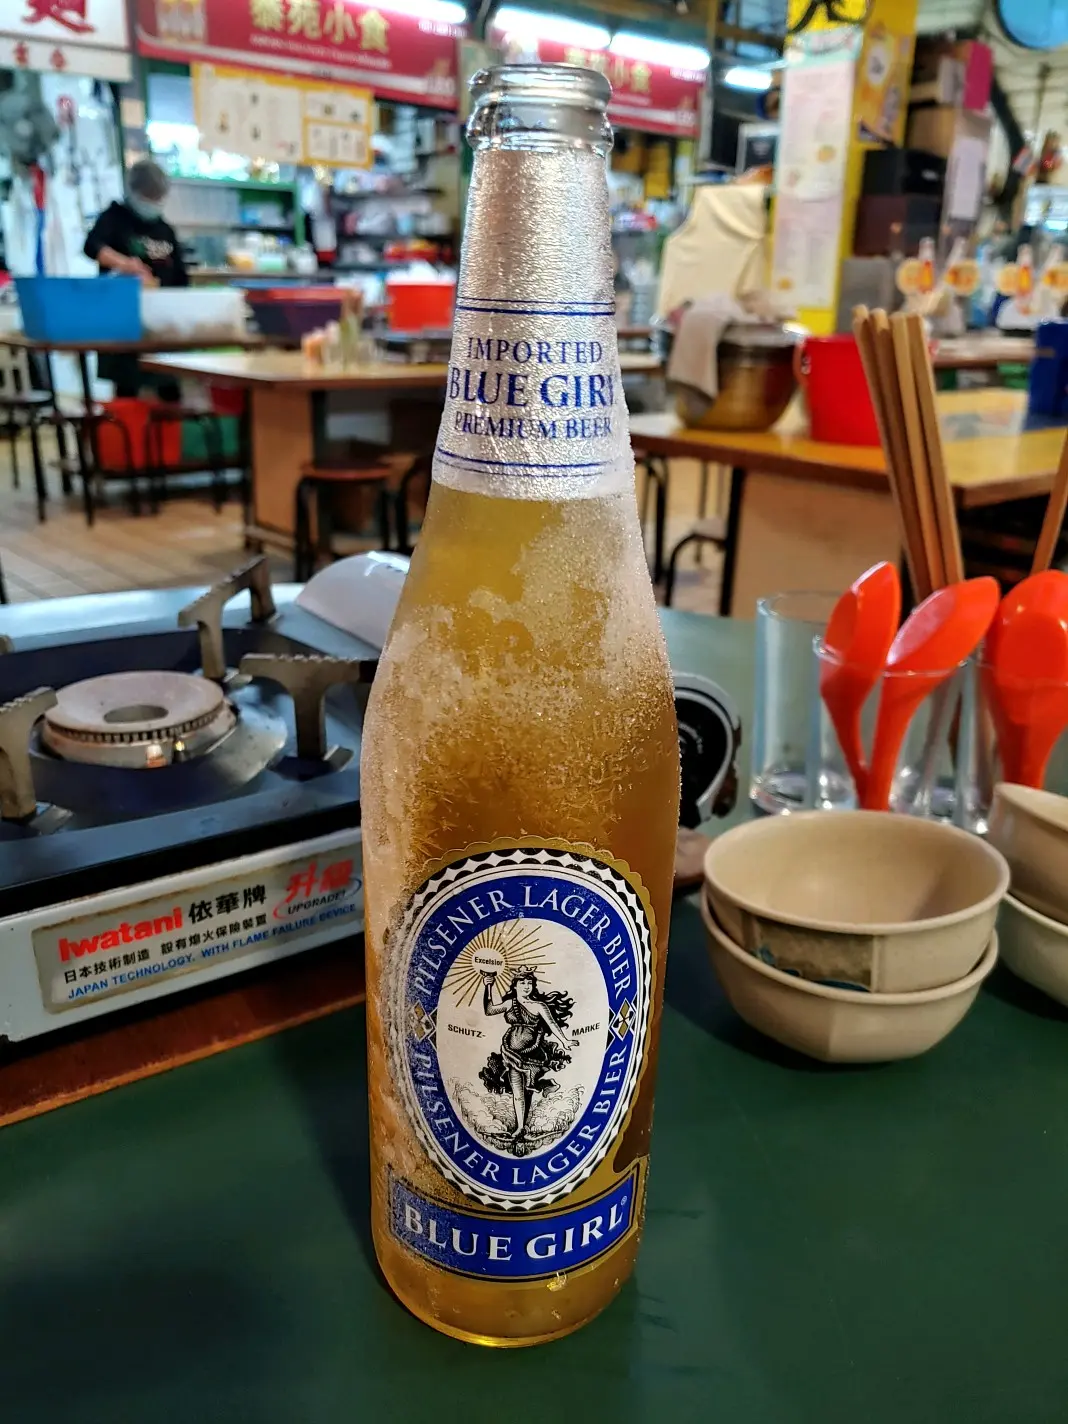 泰苑小食
IMPORTED
BLUE GIRL
PREMIUM BEER
PILSENER LAGER BIER
Excelsior
SCHUTZ-
MARKE
PILSENER LAGER BIER
BLUE GIRL®
Iwatani 依華牌 升級
UPGRADE!
日本技術制造 設有熄火保險裝置
JAPAN TECHNOLOGY, WITH FLAME FAILURE DEVICE